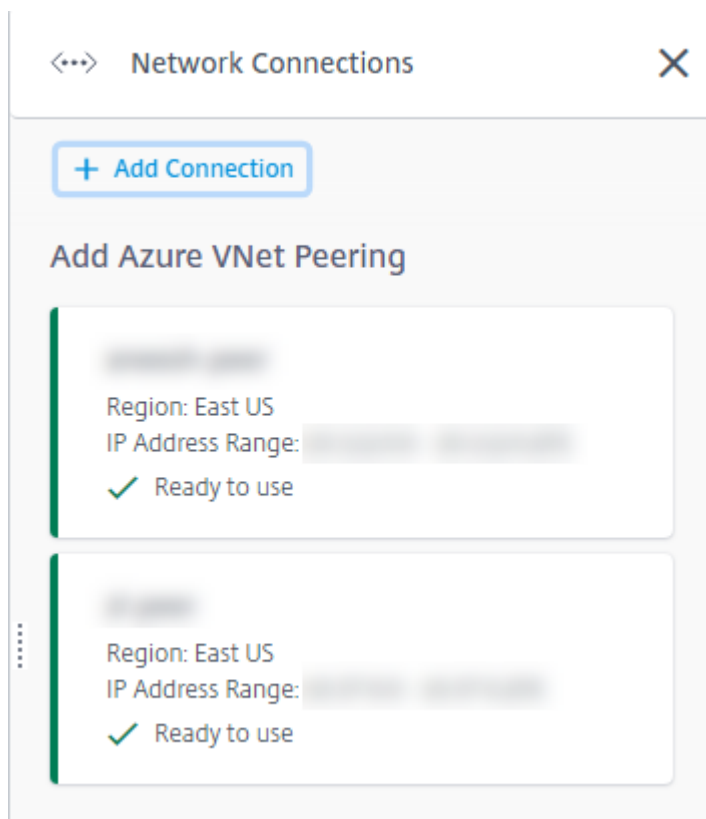 Network Connections
+ Add Connection
Add Azure VNet Peering
Region: East US
IP Address Range:
Ready to use
Region: East US
IP Address Range:
Ready to use